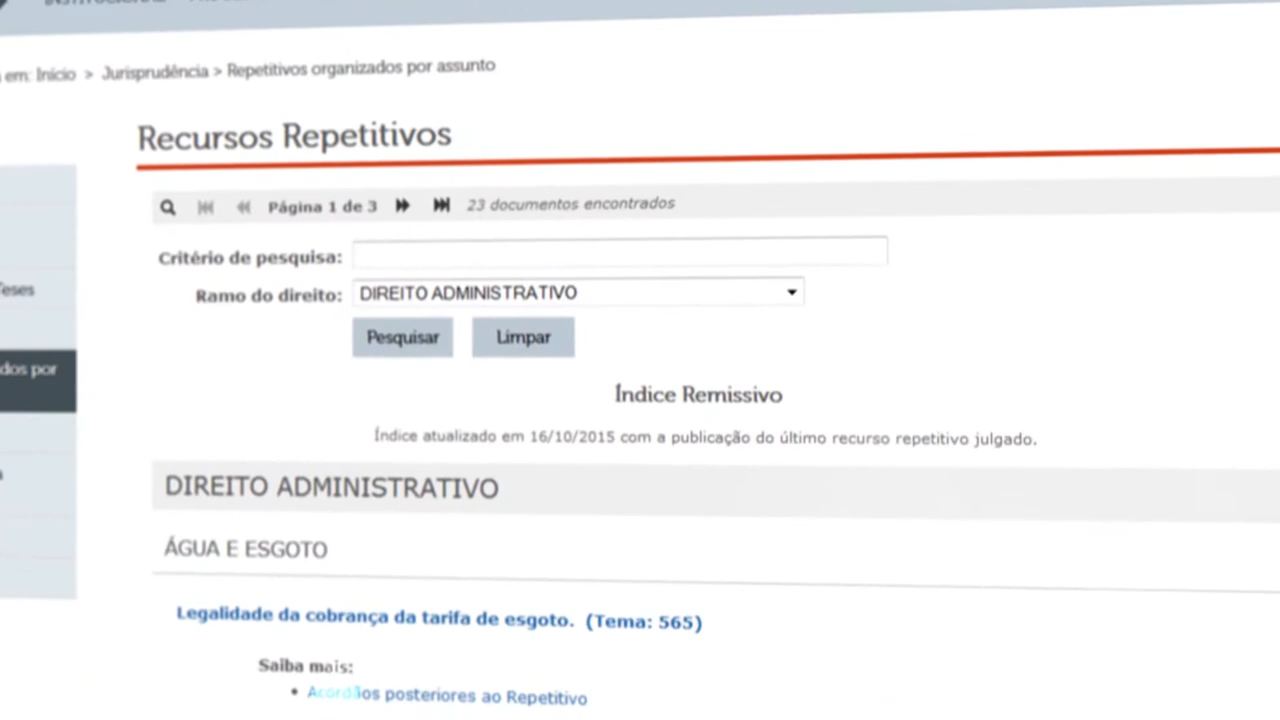 em: Início > Jurisprudência > Repetitivos organizados por assunto
Recursos Repetitivos
Página 1 de 3 23 documentos encontrados
Critério de pesquisa:
Teses
Ramo do direito: DIREITO ADMINISTRATIVO
Pesquisar Limpar
dos por
Índice Remissivo
Índice atualizado em 16/10/2015 com a publicação do último recurso repetitivo julgado.
DIREITO ADMINISTRATIVO
ÁGUA E ESGOTO
Legalidade da cobrança da tarifa de esgoto. (Tema: 565)
Saiba mais:
• Acórdãos posteriores ao Repetitivo